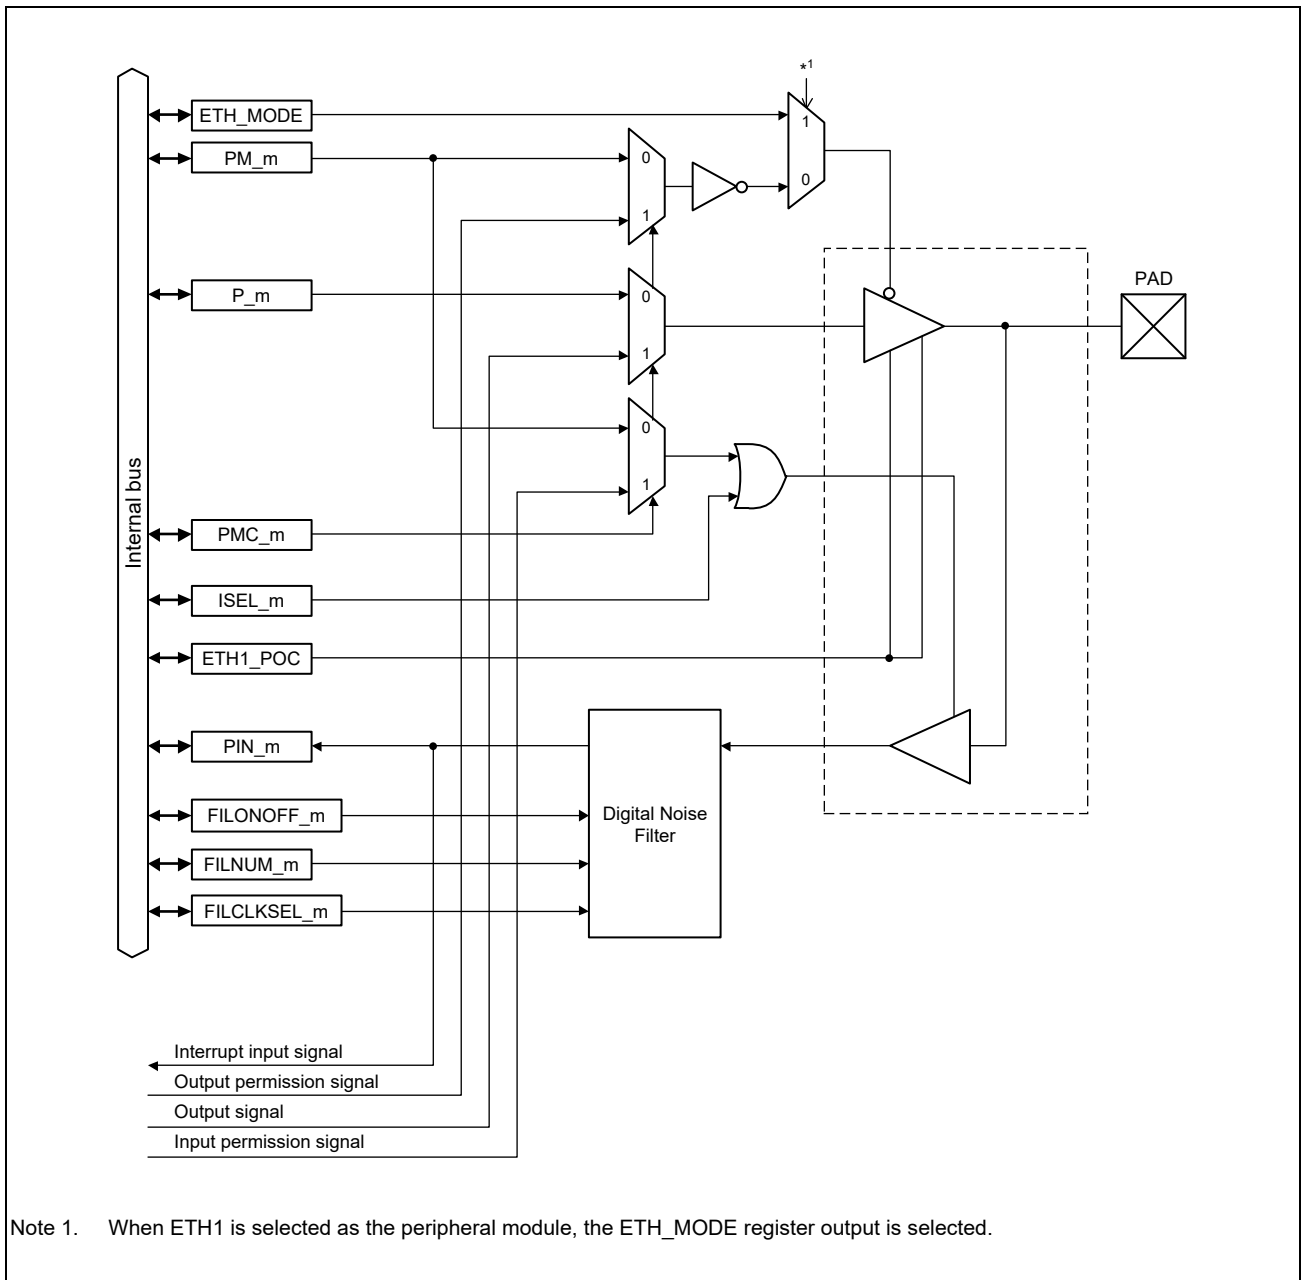 *1
ETH_MODE
1
PM_m
0
0
1
PAD
P_m
0
1
0
Internal bus
1
PMC_m
ISEL_m
ETH1_POC
PIN_m
FILONOFF_m
Digital Noise
Filter
FILNUM_m
FILCLKSEL_m
Interrupt input signal
Output permission signal
Output signal
Input permission signal
Note 1. When ETH1 is selected as the peripheral module, the ETH_MODE register output is selected.